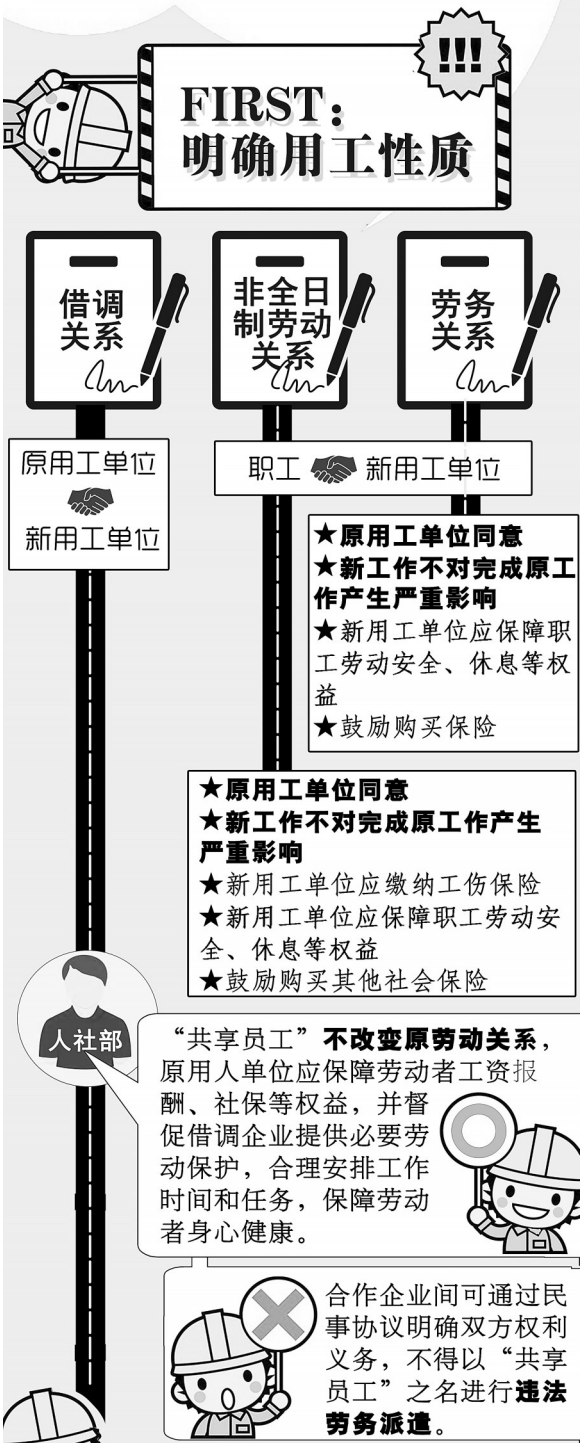 !!!
FIRST：
明确用工性质
借调
关系
非全日
制劳动
关系
劳务
关系
原用工单位
新用工单位
职工 新用工单位
★原用工单位同意
★新工作不对完成原工
作产生严重影响
★新用工单位应保障职
工劳动安全、休息等权
益
★鼓励购买保险
★原用工单位同意
★新工作不对完成原工作产生
严重影响
★新用工单位应缴纳工伤保险
★新用工单位应保障职工劳动安
全、休息等权益
★鼓励购买其他社会保险
人社部
“共享员工”不改变原劳动关系，
原用人单位应保障劳动者工资报
酬、社保等权益，并督
促借调企业提供必要劳
动保护，合理安排工作
时间和任务，保障劳动
者身心健康。
合作企业间可通过民
事协议明确双方权利
义务，不得以“共享
员工”之名进行违法
劳务派遣。